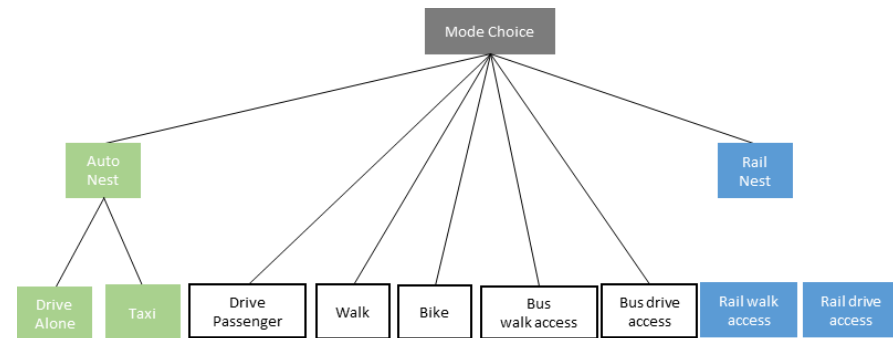 Mode Choice
Auto
Nest
Rail
Nest
Drive
Alone
Taxi
Drive
Passenger
Walk
Bike
Bus
walk access
Bus drive
access
Rail walk
access
Rail drive
access